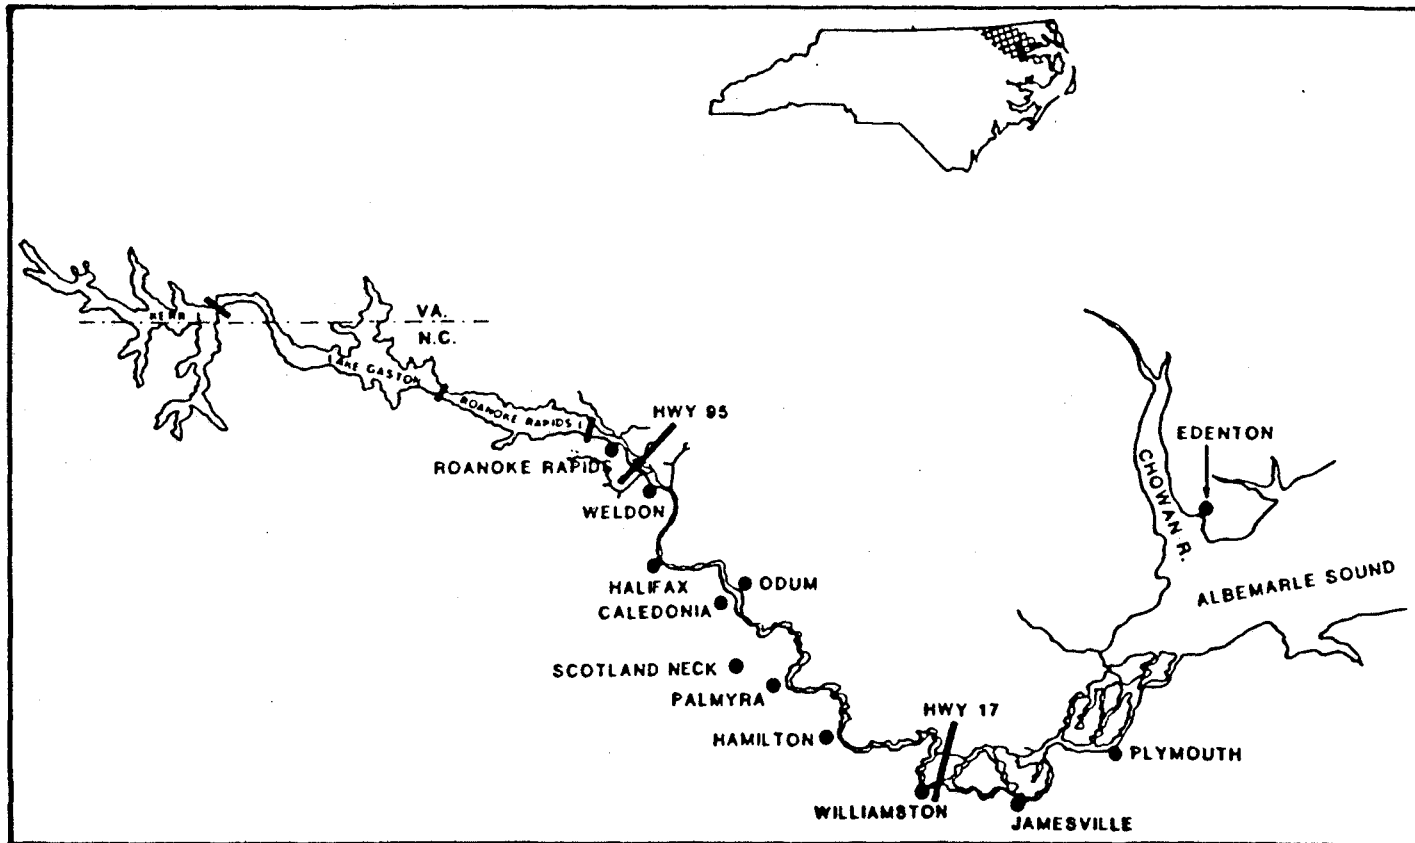 VA.
N.C.
KERR L
LAKE GASTON
ROANOKE RAPIDS L
HWY 95
ROANOKE RAPIDS
WELDON
EDENTON
CHOWAN R.
HALIFAX
ODUM
CALEDONIA
ALBEMARLE SOUND
SCOTLAND NECK
PALMYRA
HWY 17
HAMILTON
PLYMOUTH
WILLIAMSTON
JAMESVILLE